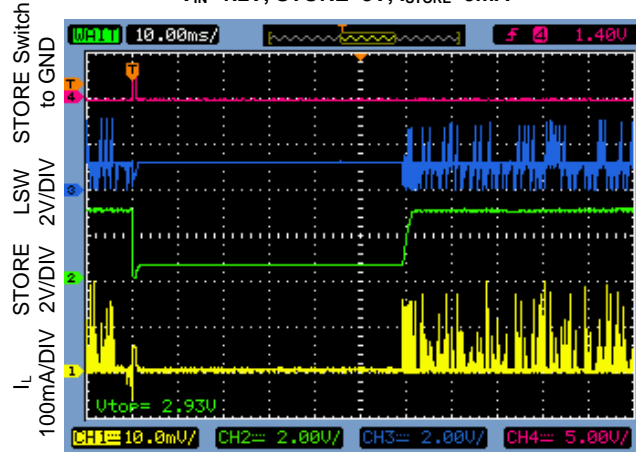 WAIT 10.00ms/ 4 1.40V
STORE Switch
to GND
LSW
2V/DIV
STORE
2V/DIV
IL
100mA/DIV
T
T
4
3
2
1
Vtop= 2.93V
CH1 10.0mV/ CH2 2.00V/ CH3 2.00V/ CH4 5.00V/